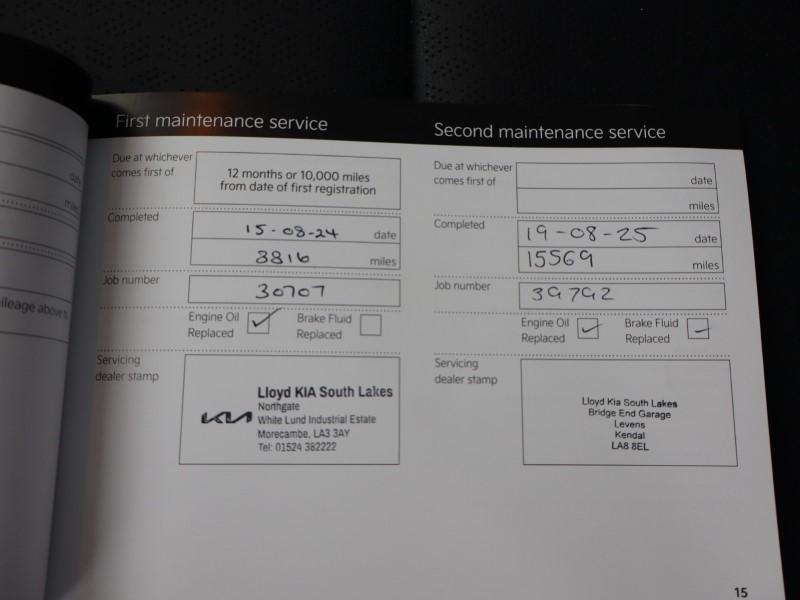 First maintenance service
Due at whichever
comes first of
12 months or 10,000 miles
from date of first registration
Completed
15-08-24 date
8816 miles
Job number
30707
Engine Oil
Replaced
Brake Fluid
Replaced
Servicing
dealer stamp
Lloyd KIA South Lakes
Northgate
KIA White Lund Industrial Estate
Morecambe, LA3 3AY
Tel: 01524 382222
Second maintenance service
Due at whichever
comes first of
date
miles
Completed
19-08-25 date
15569 miles
Job number
39792
Engine Oil
Replaced
Brake Fluid
Replaced
Servicing
dealer stamp
Lloyd Kia South Lakes
Bridge End Garage
Levens
Kendal
LA8 8EL
15
date
miles
ileage above